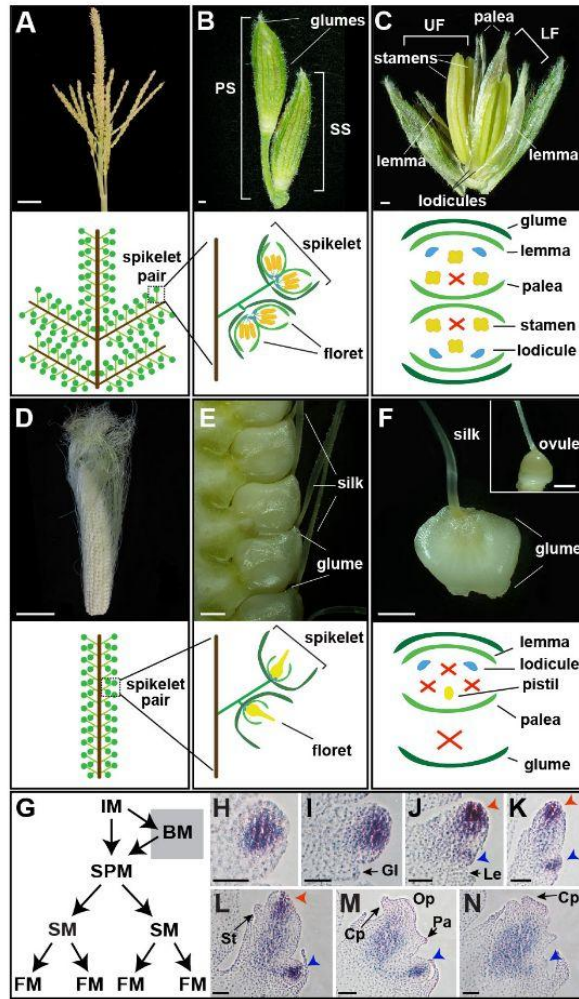 A
B
glumes
PS
SS
C
palea
UF
LF
stamens
lemma
lemma
lodicules
spikelet
pair
spikelet
floret
glume
lemma
palea
stamen
lodicule
D
E
silk
glume
F
silk
ovule
glume
spikelet
pair
spikelet
floret
lemma
lodicule
pistil
palea
glume
G
IM
BM
SPM
SM
SM
FM
FM
FM
FM
H
I
Gl
J
Le
K
L
St
M
Op
Cp
Pa
N
Cp